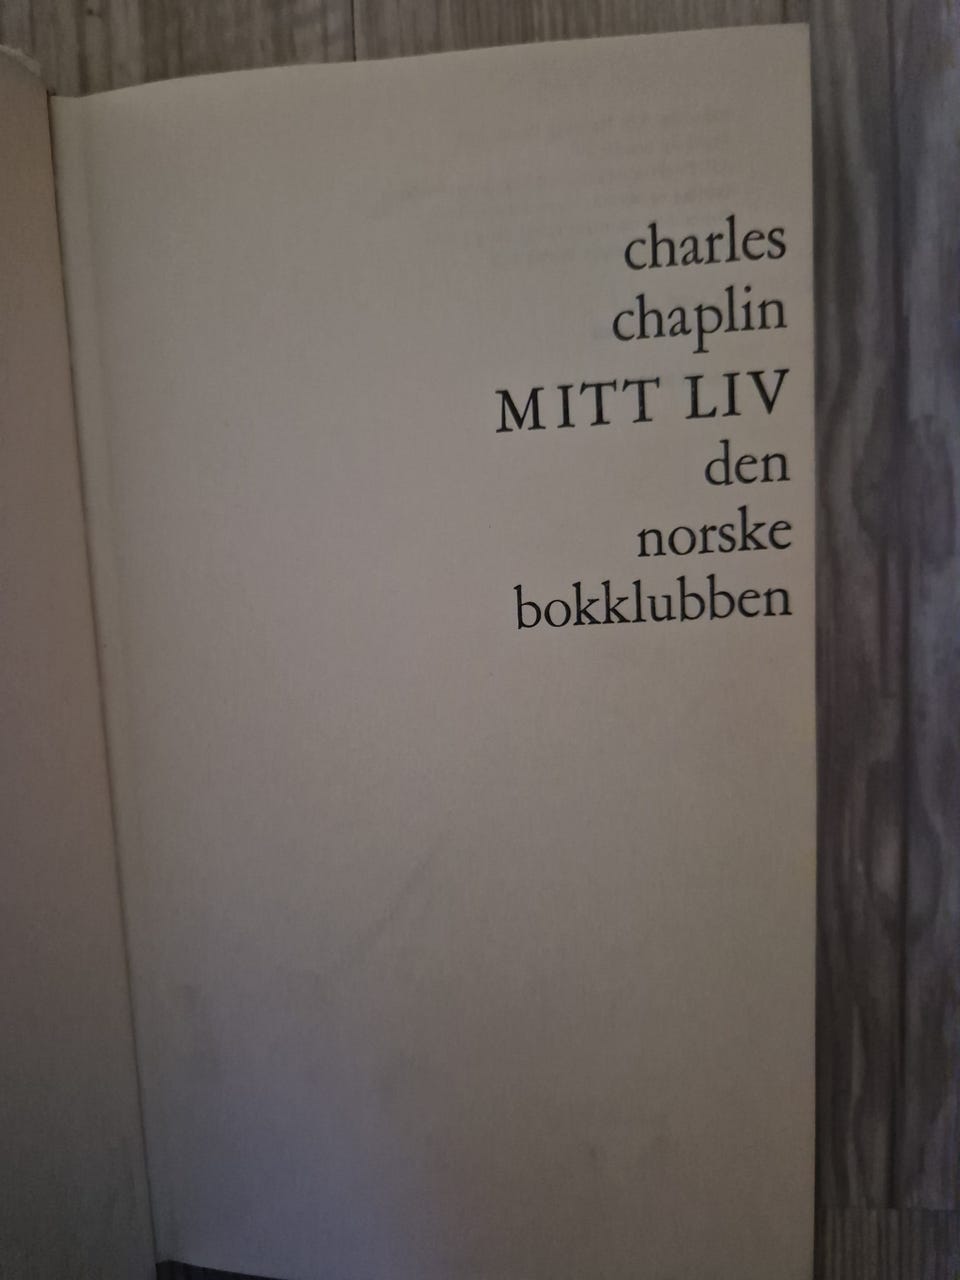 charles
chaplin
MITT LIV
den
norske
bokklubben